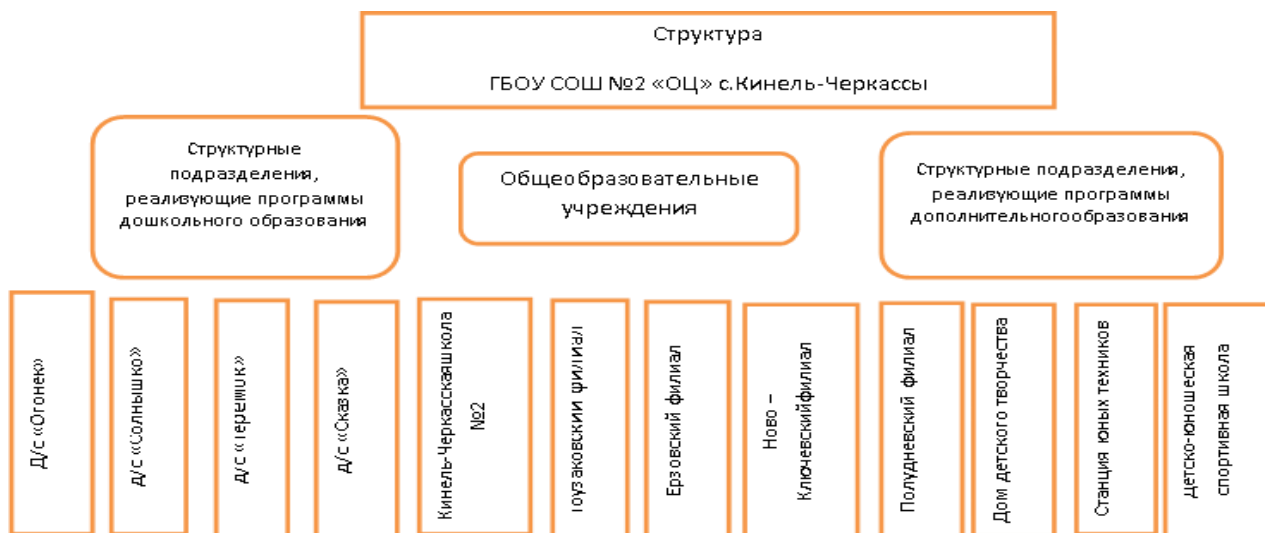 Структура
ГБОУ СОШ №2 «ОЦ» с.Кинель-Черкассы
Структурные
подразделения,
реализующие программы
дошкольного образования
Общеобразовательные
учреждения
Структурные подразделения,
реализующие программы
дополнительногообразования
Д/с «Огонек»
д/с «Солнышко»
д/с «Теремок»
д/с «Сказка»
Кинель-Черкасскаяшкола
№2
Тоузаковский филиал
Ерзовский филиал
Ново –
Ключевскийфилиал
Полудневский филиал
Дом детского творчества
Станция юных техников
детско-юношеская
спортивная школа